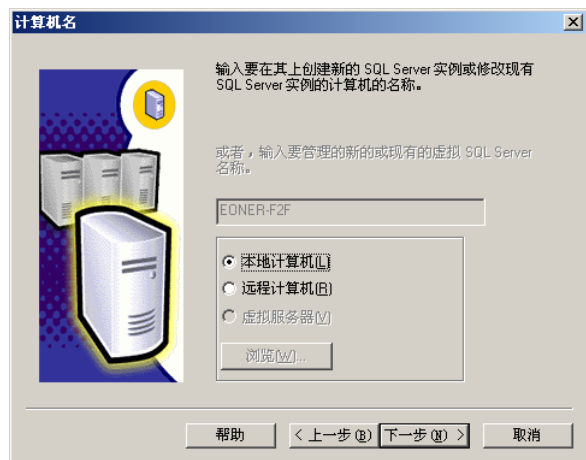 计算机名
输入要在其上创建新的 SQL Server 实例或修改现有
SQL Server 实例的计算机的名称。
或者，输入要管理的新的或现有的虚拟 SQL Server
名称。
EONER-F2F
本地计算机(L)
远程计算机(R)
虚拟服务器(V)
浏览(W)...
帮助
< 上一步(B)
下一步(N) >
取消